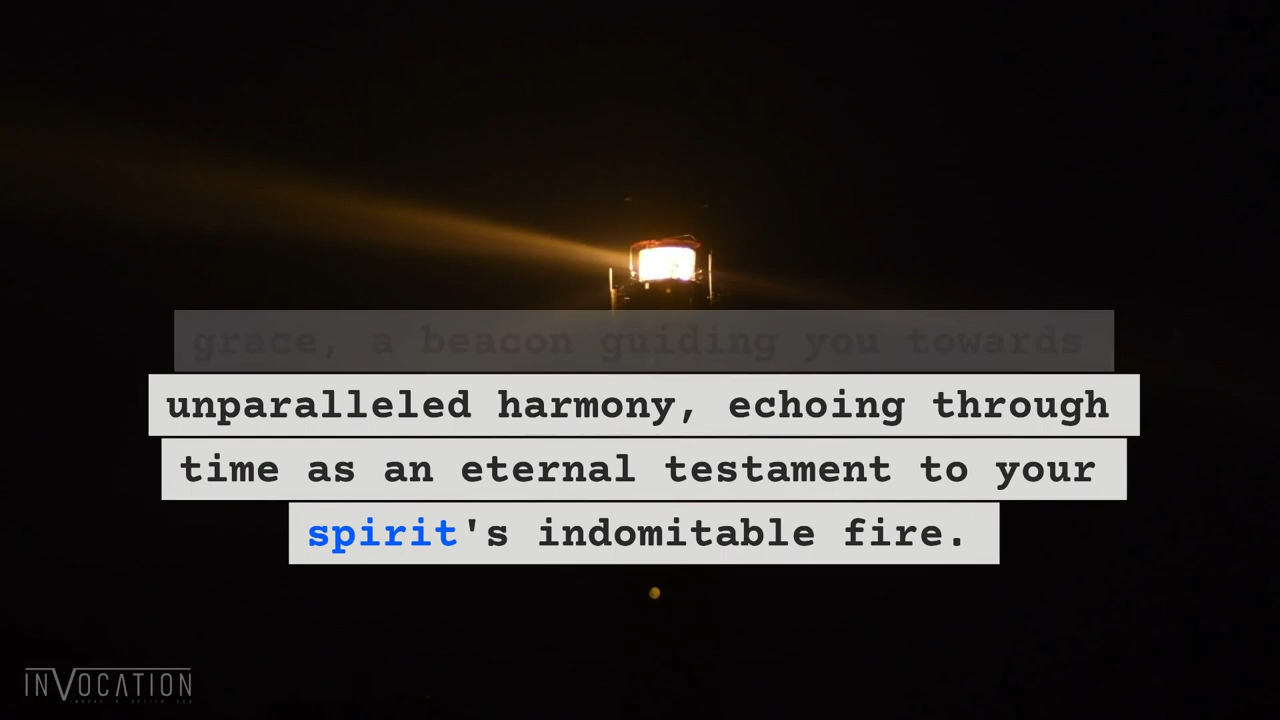 grace, a beacon guiding you towards
unparalleled harmony, echoing through
time as an eternal testament to your
spirit's indomitable fire.
INVOCATION